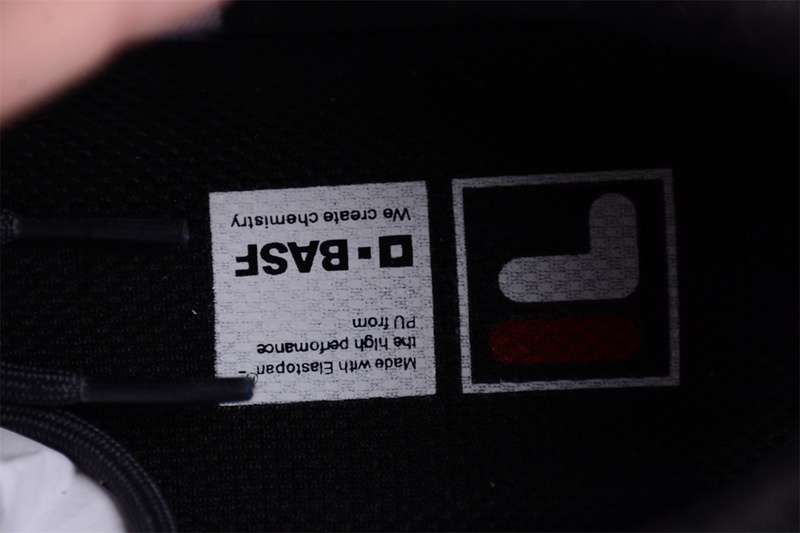 Made with Elastopan® –
the high perfomance
PU from
BASF
We create chemistry